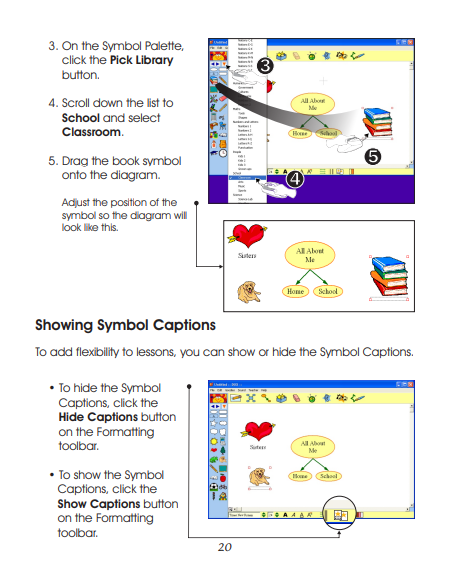 3. On the Symbol Palette,
click the Pick Library
button.
4. Scroll down the list to
School and select
Classroom.
5. Drag the book symbol
onto the diagram.
Adjust the position of the
symbol so the diagram will
look like this.
3
All About
Me
Home
School
5
4
Sisters
All About
Me
Home
School
Showing Symbol Captions
To add flexibility to lessons, you can show or hide the Symbol Captions.
• To hide the Symbol
Captions, click the
Hide Captions button
on the Formatting
toolbar.
• To show the Symbol
Captions, click the
Show Captions button
on the Formatting
toolbar.
Sisters
All About
Me
Home
School
20